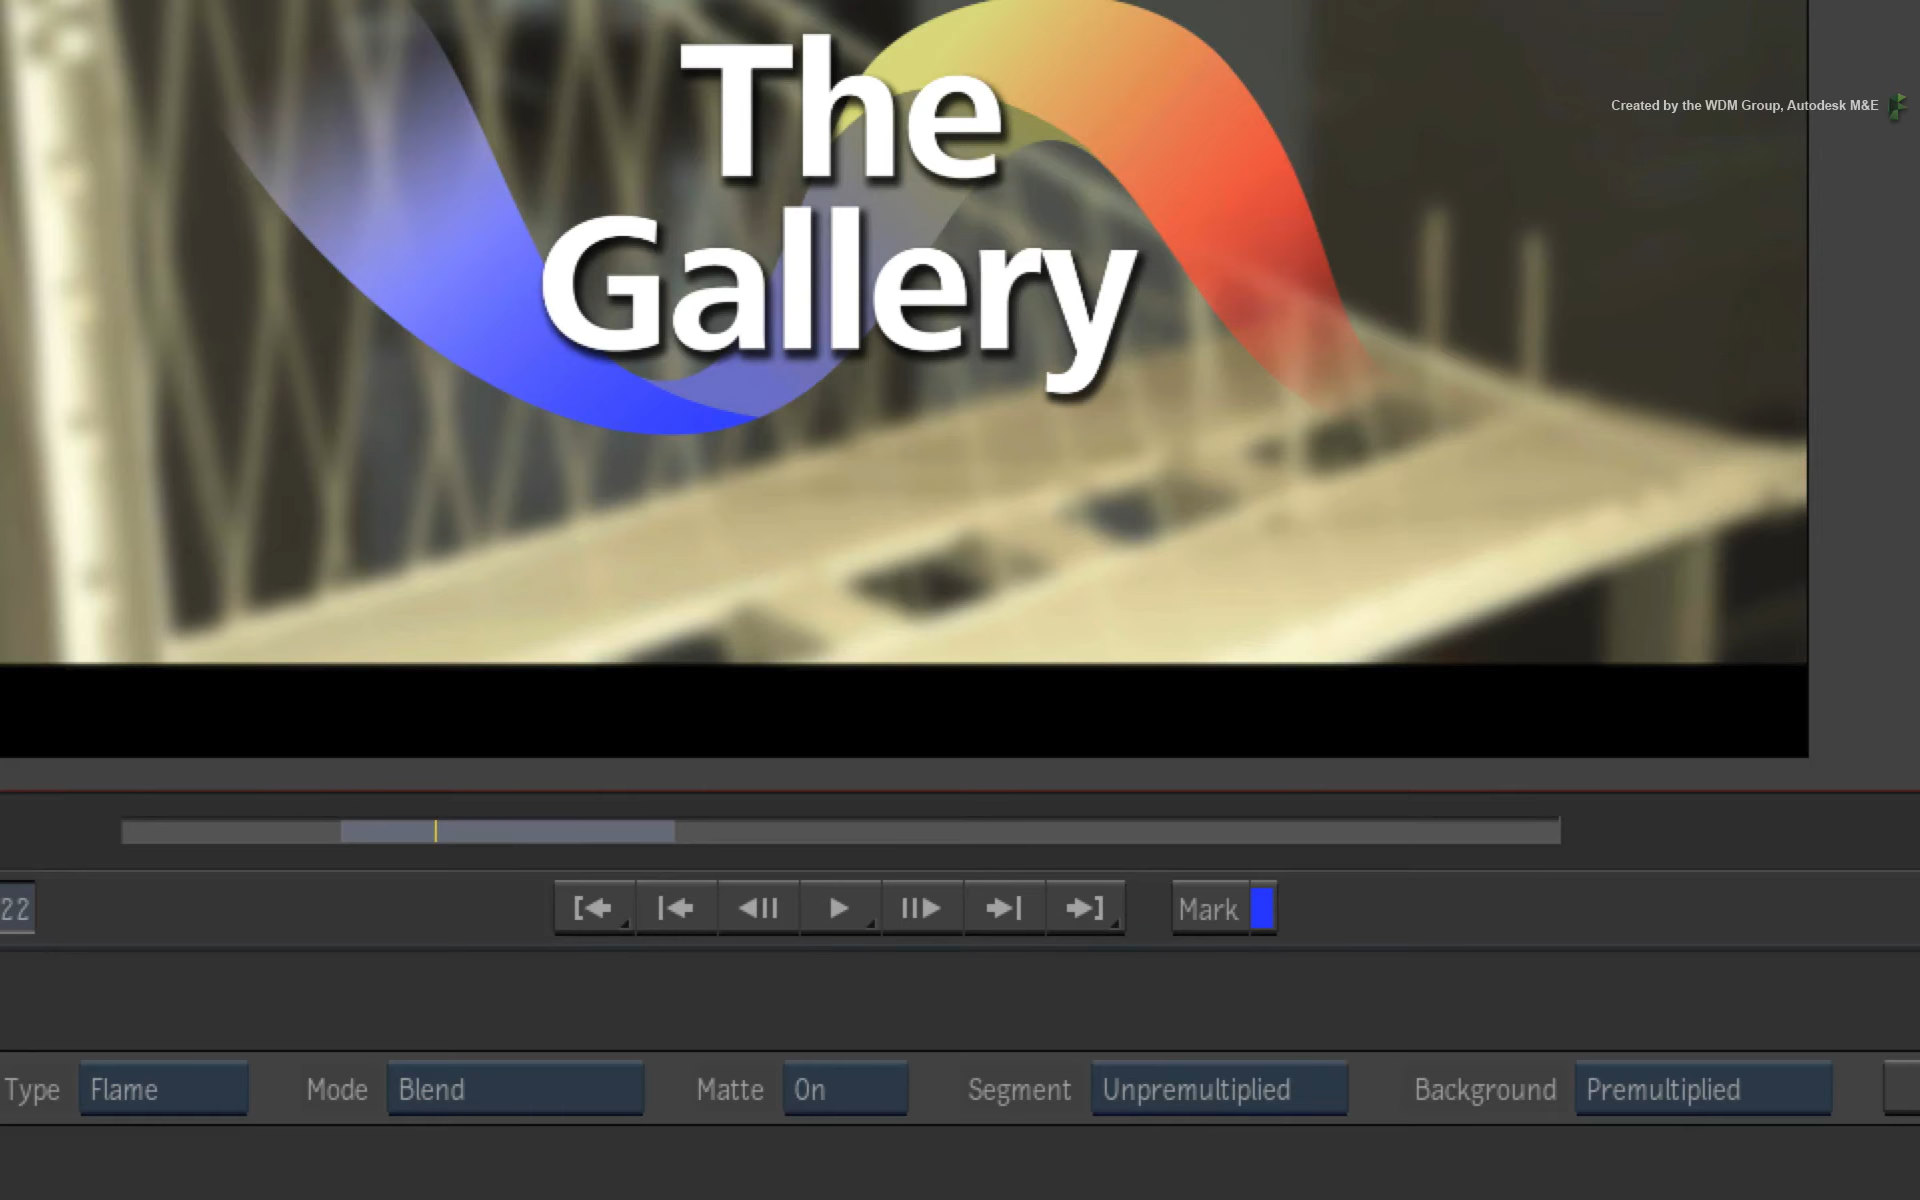 The
Gallery
Created by the WDM Group, Autodesk M&E
22
Mark
Type Flame Mode Blend Matte On Segment Unpremultiplied Background Premultiplied